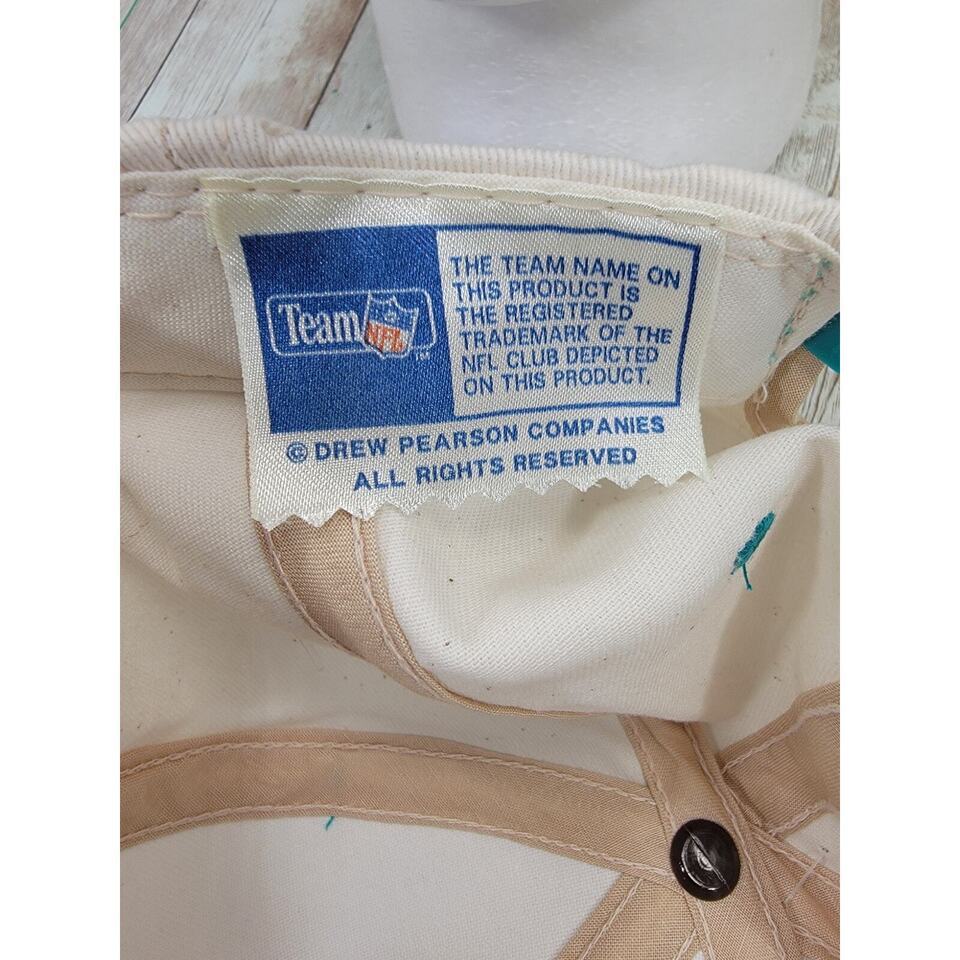 Team NFL TM
THE TEAM NAME ON
THIS PRODUCT IS
THE REGISTERED
TRADEMARK OF THE
NFL CLUB DEPICTED
ON THIS PRODUCT.
© DREW PEARSON COMPANIES
ALL RIGHTS RESERVED